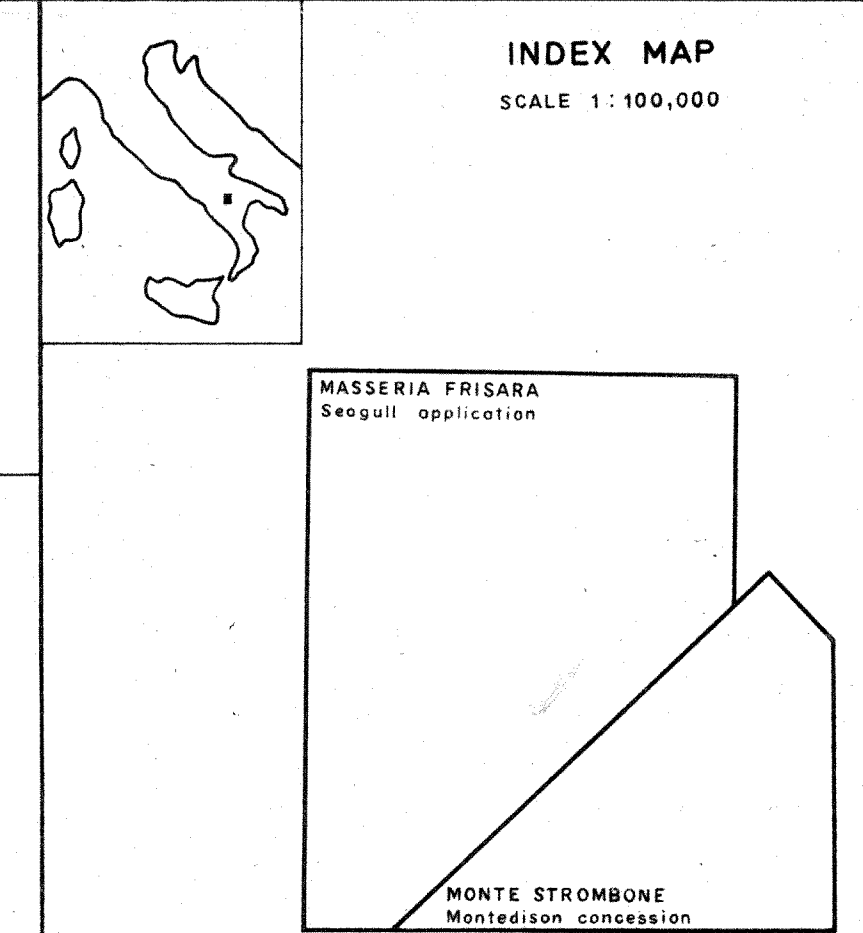 INDEX MAP
SCALE 1:100,000
MASSERIA FRISARA
Seagull application
MONTE STROMBONE
Montedison concession